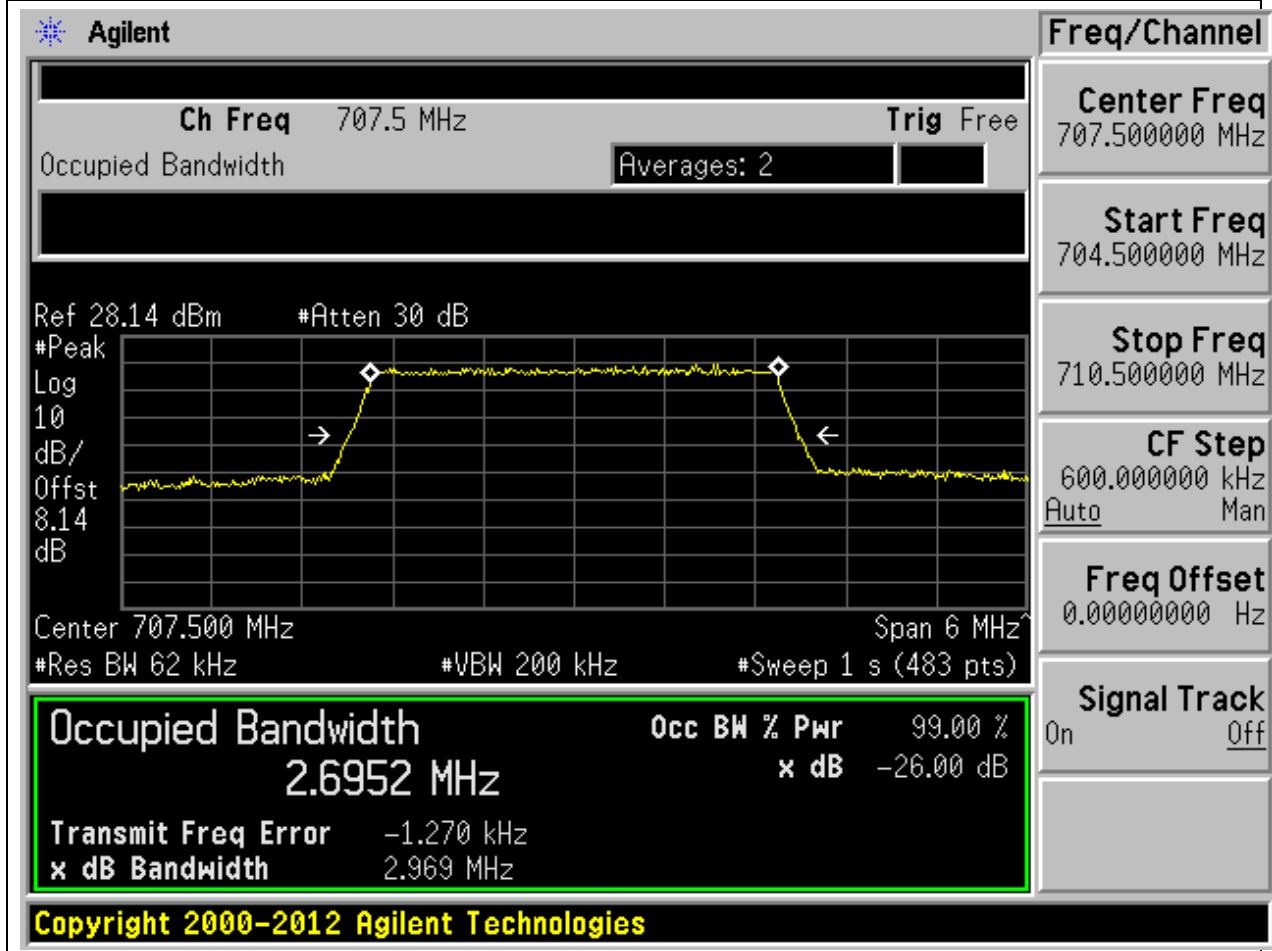 Agilent
Freq/Channel
Ch Freq 707.5 MHz Trig Free
Occupied Bandwidth Averages: 2
Center Freq
707.500000 MHz
Start Freq
704.500000 MHz
Stop Freq
710.500000 MHz
CF Step
600.000000 kHz
Auto Man
Freq Offset
0.00000000 Hz
Signal Track
On Off
Ref 28.14 dBm #Atten 30 dB
#Peak
Log
10
dB/
Offst
8.14
dB
Center 707.500 MHz Span 6 MHz^
#Res BW 62 kHz #VBW 200 kHz #Sweep 1 s (483 pts)
Occupied Bandwidth Occ BW % Pwr 99.00 %
2.6952 MHz x dB -26.00 dB
Transmit Freq Error -1.270 kHz
x dB Bandwidth 2.969 MHz
Copyright 2000-2012 Agilent Technologies